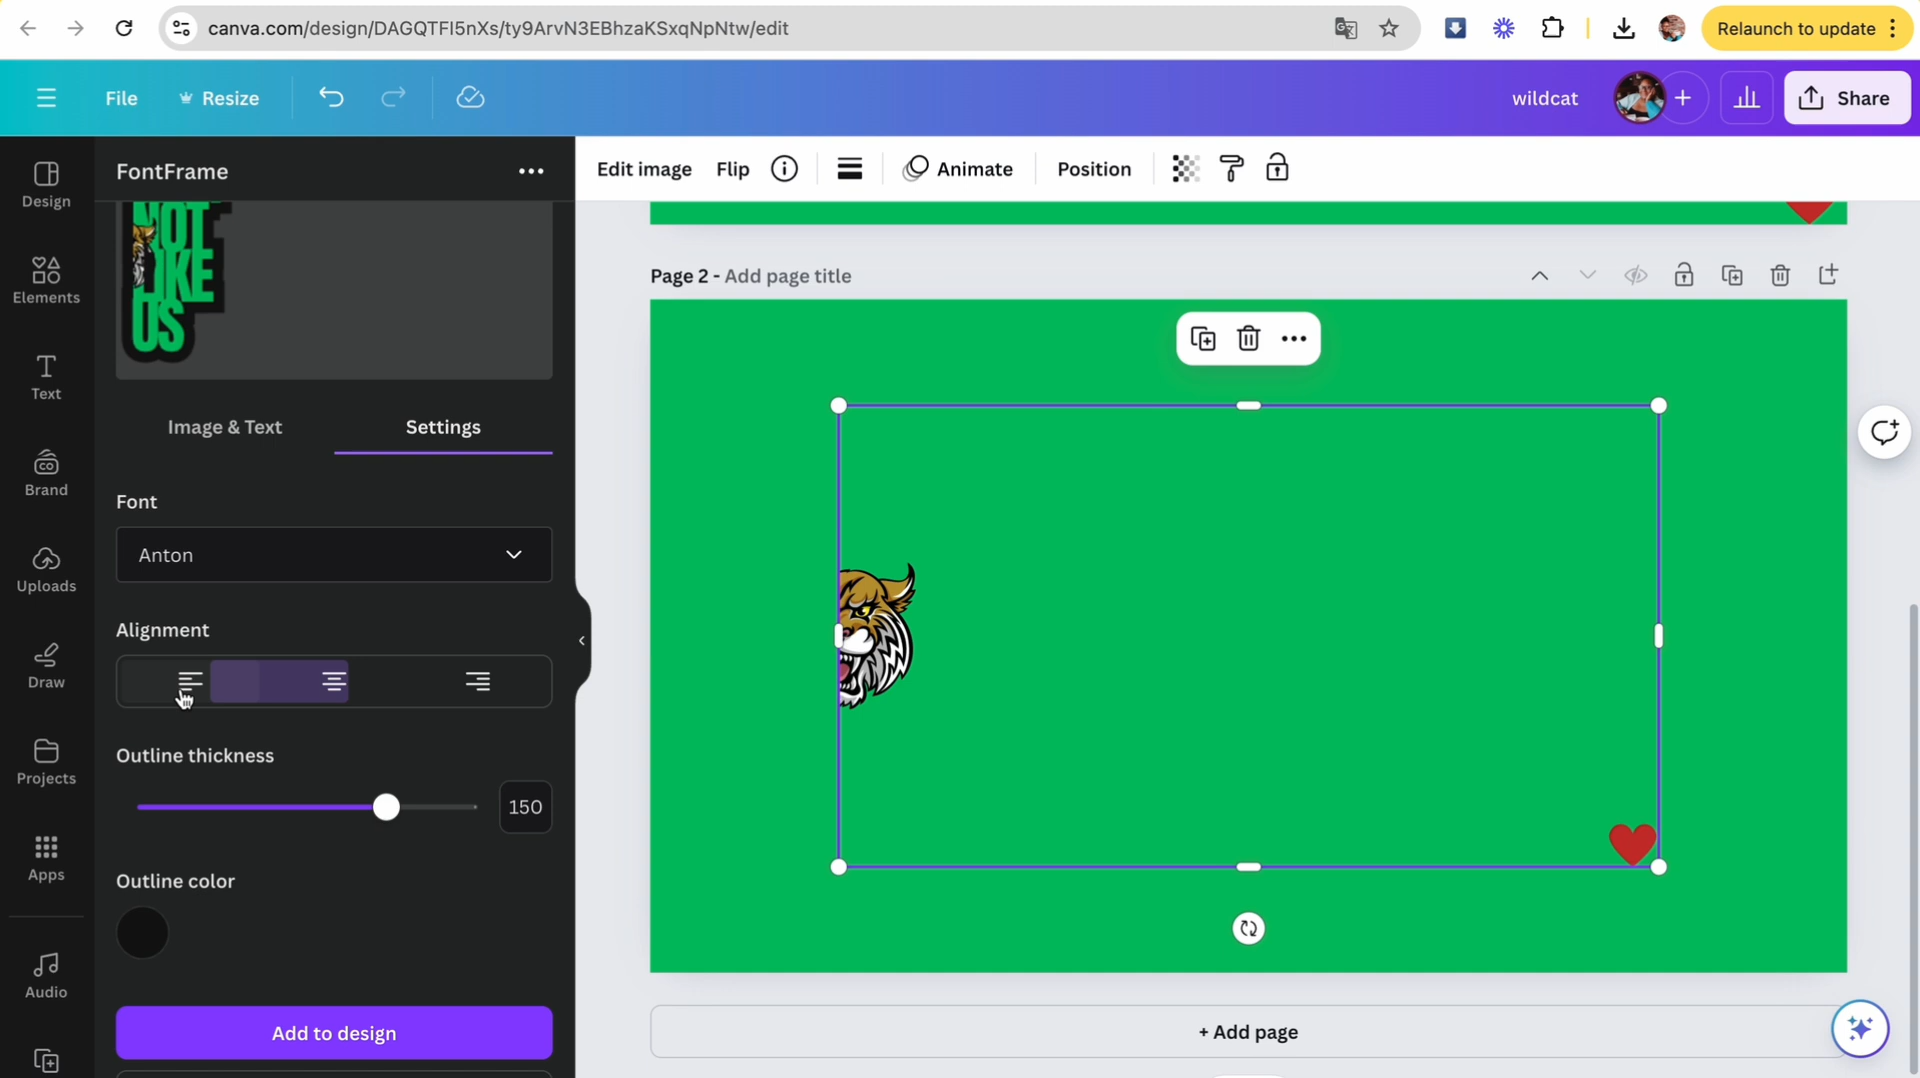 canva.com/design/DAGQTFI5nXs/ty9ArvN3EBhzaKSxqNpNtw/edit
Relaunch to update
File
Resize
wildcat
Share
Design
Elements
Text
Brand
Uploads
Draw
Projects
Apps
Audio
FontFrame
NOT
LIKE
US
Image & Text
Settings
Font
Anton
Alignment
Outline thickness
150
Outline color
Add to design
Edit image
Flip
Animate
Position
Page 2 - Add page title
+ Add page